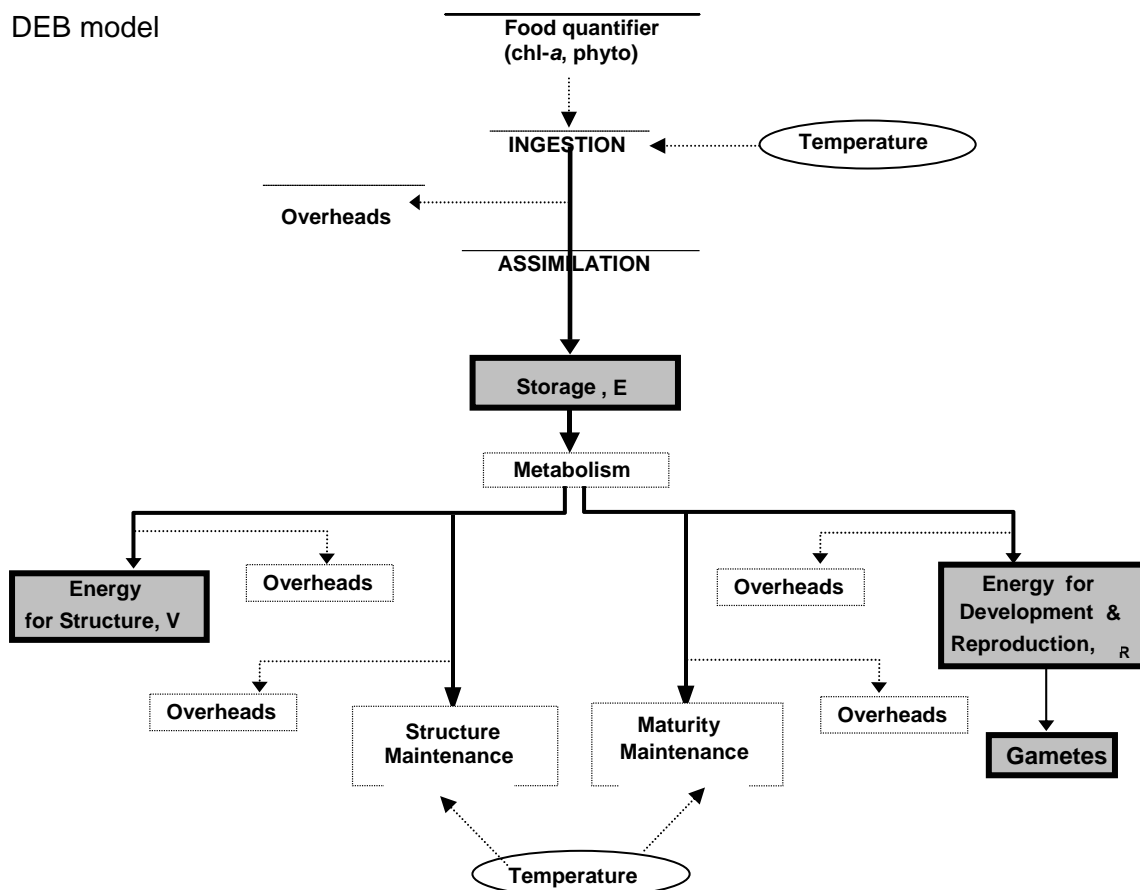 DEB model
Food quantifier
(chl-a, phyto)
INGESTION
Temperature
Overheads
ASSIMILATION
Storage , E
Metabolism
Energy
for Structure, V
Overheads
Overheads
Energy for
Development &
Reproduction, R
Overheads
Structure
Maintenance
Maturity
Maintenance
Overheads
Gametes
Temperature